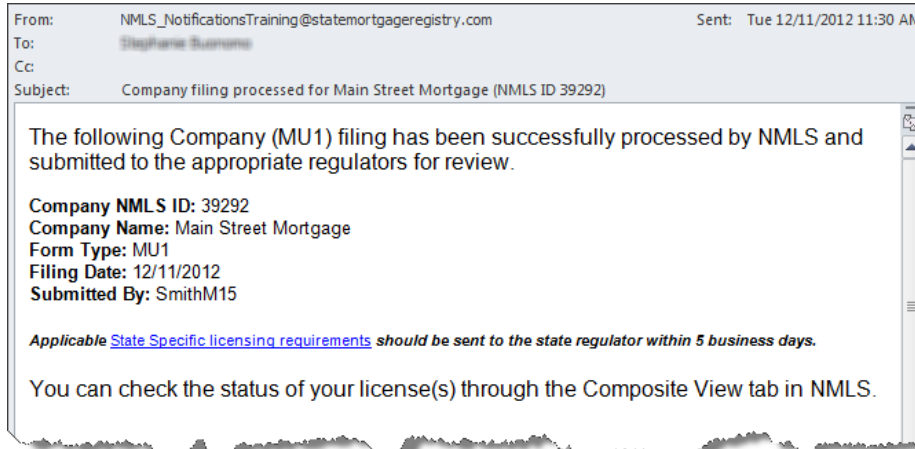 From: NMLS_NotificationsTraining@statemortgageregistry.com Sent: Tue 12/11/2012 11:30 AM
To:
Cc:
Subject: Company filing processed for Main Street Mortgage (NMLS ID 39292)
The following Company (MU1) filing has been successfully processed by NMLS and
submitted to the appropriate regulators for review.
Company NMLS ID: 39292
Company Name: Main Street Mortgage
Form Type: MU1
Filing Date: 12/11/2012
Submitted By: SmithM15
Applicable State Specific licensing requirements should be sent to the state regulator within 5 business days.
You can check the status of your license(s) through the Composite View tab in NMLS.